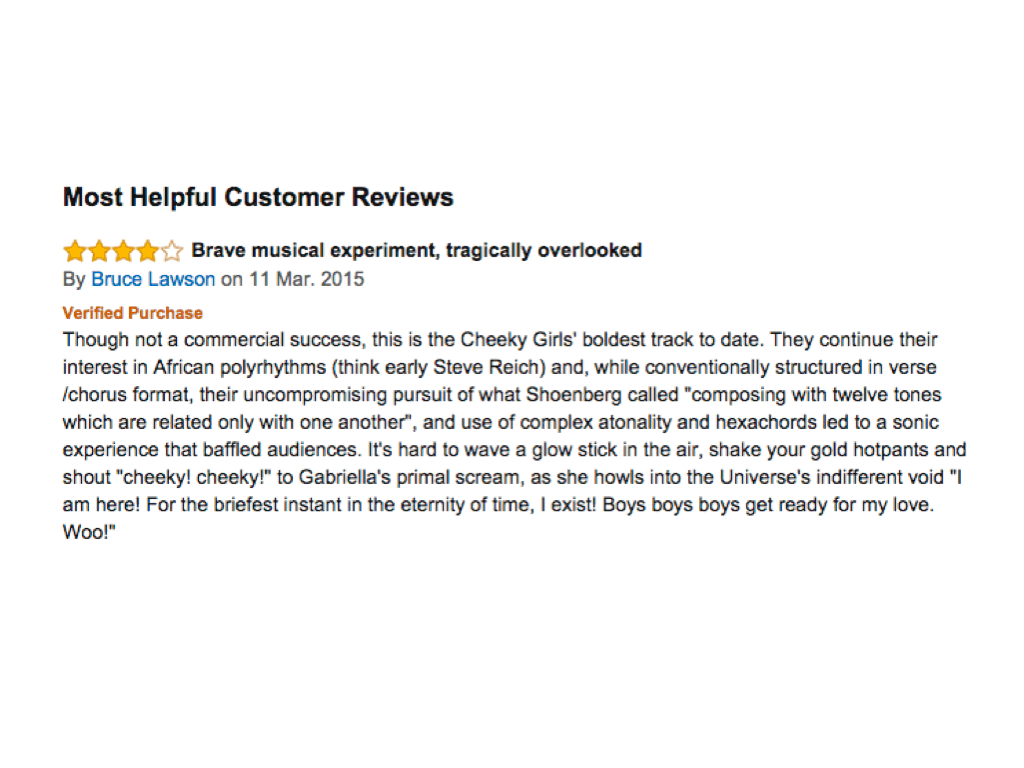 Most Helpful Customer Reviews
Brave musical experiment, tragically overlooked
By Bruce Lawson on 11 Mar. 2015
Verified Purchase
Though not a commercial success, this is the Cheeky Girls' boldest track to date. They continue their
interest in African polyrhythms (think early Steve Reich) and, while conventionally structured in verse
/chorus format, their uncompromising pursuit of what Shoenberg called "composing with twelve tones
which are related only with one another", and use of complex atonality and hexachords led to a sonic
experience that baffled audiences. It's hard to wave a glow stick in the air, shake your gold hotpants and
shout "cheeky! cheeky!" to Gabriella's primal scream, as she howls into the Universe's indifferent void "I
am here! For the briefest instant in the eternity of time, I exist! Boys boys boys get ready for my love.
Woo!"